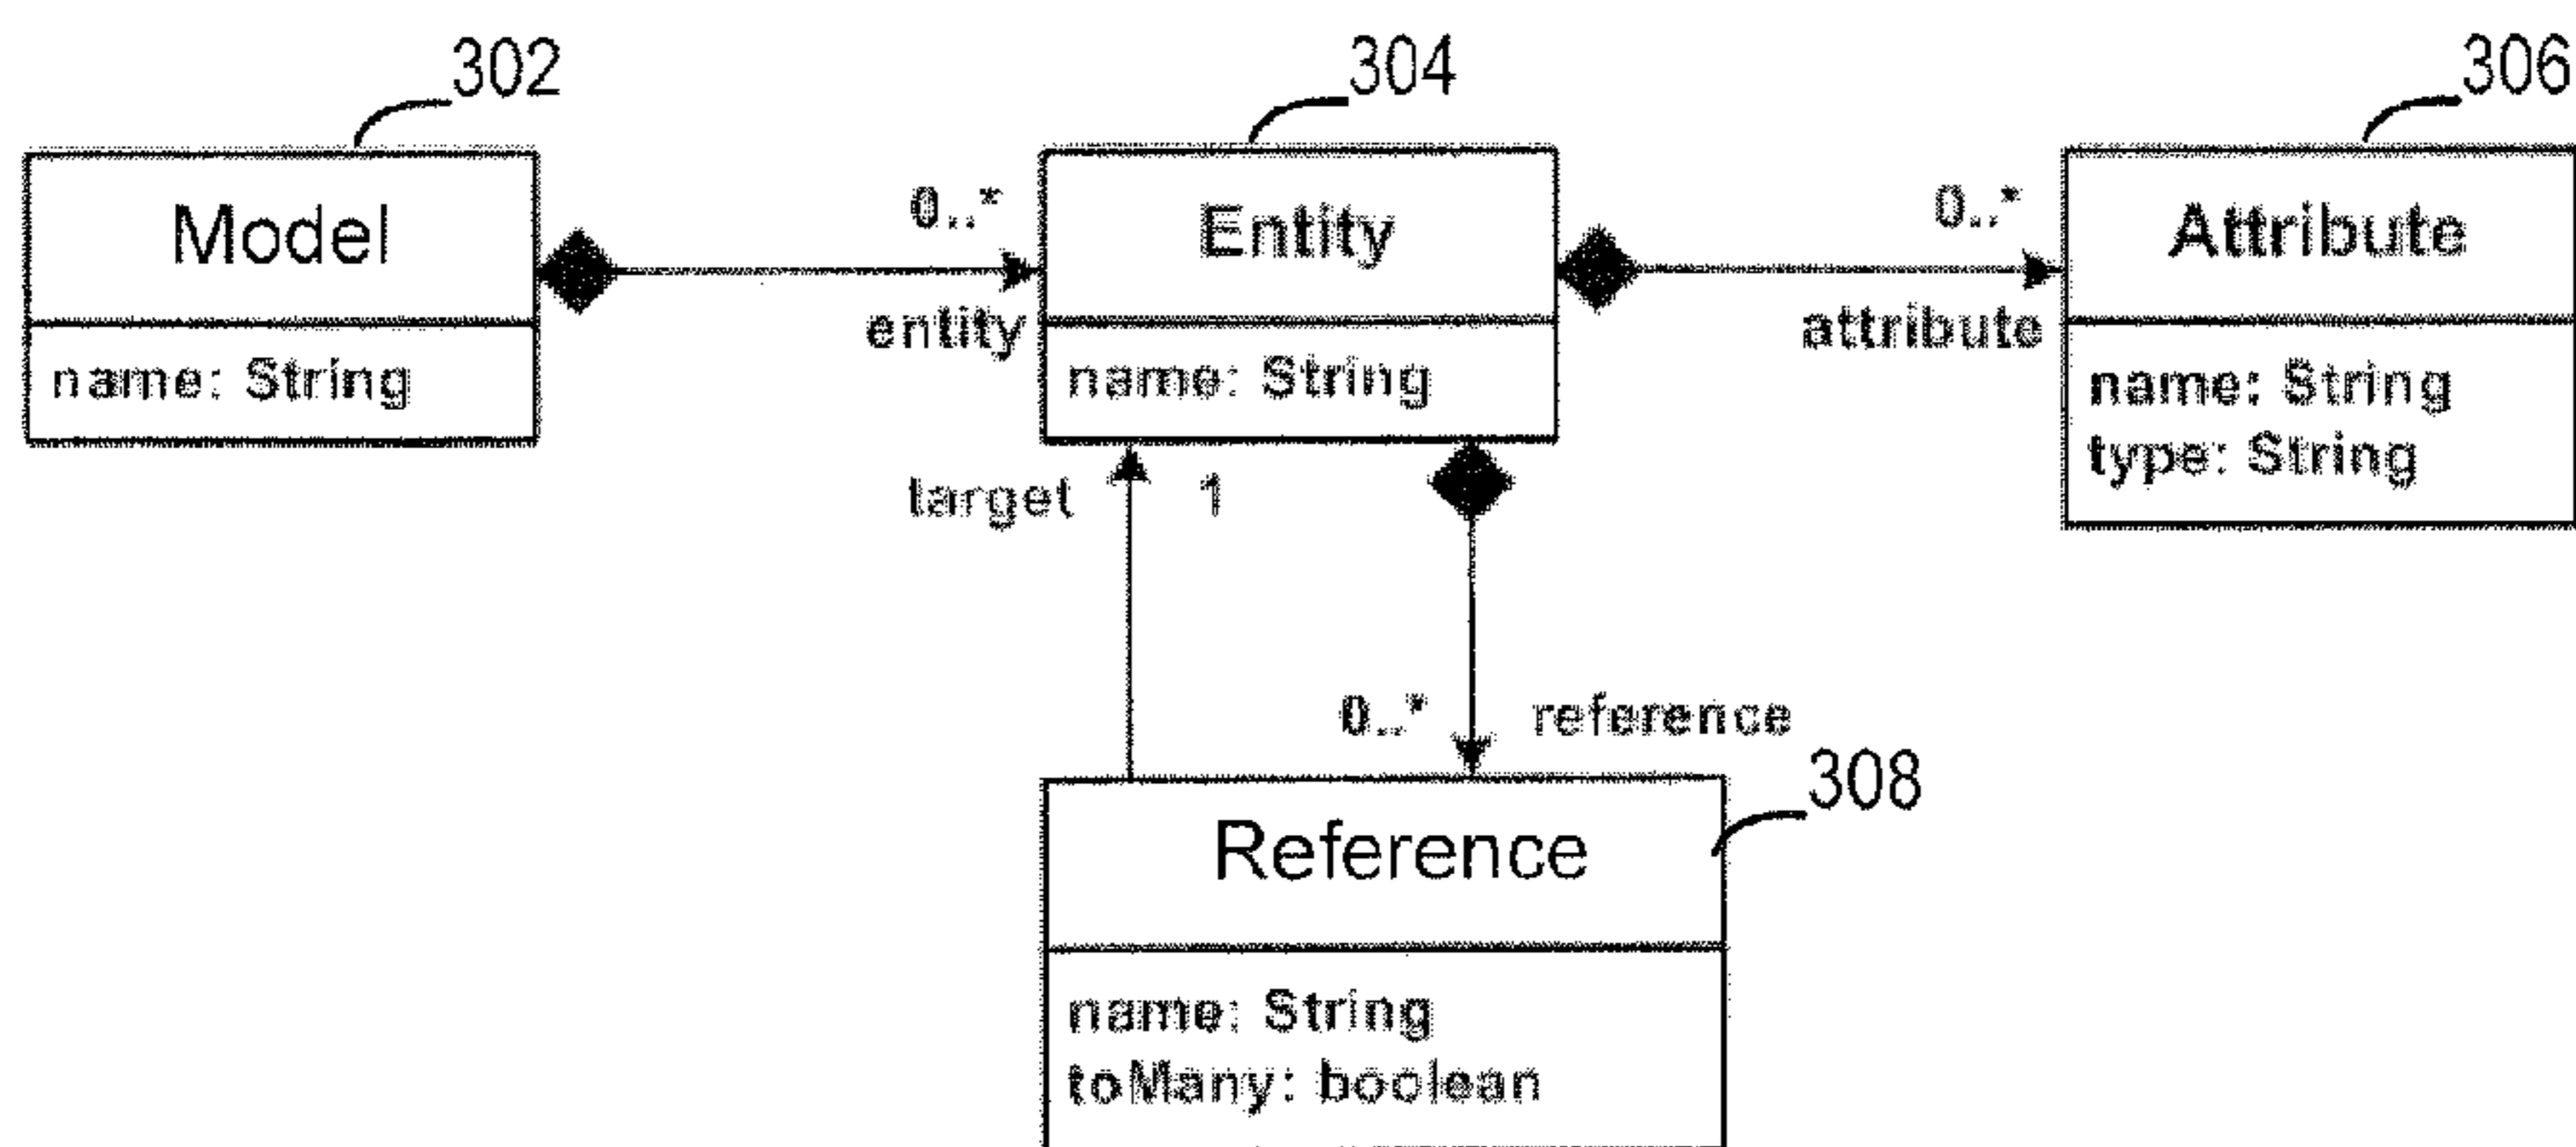 302
304
306
Model
Entity
Attribute
0..*
0..*
entity
attribute
name: String
name: String
name: String
type: String
target
1
0..*
reference
308
Reference
name: String
toMany: boolean